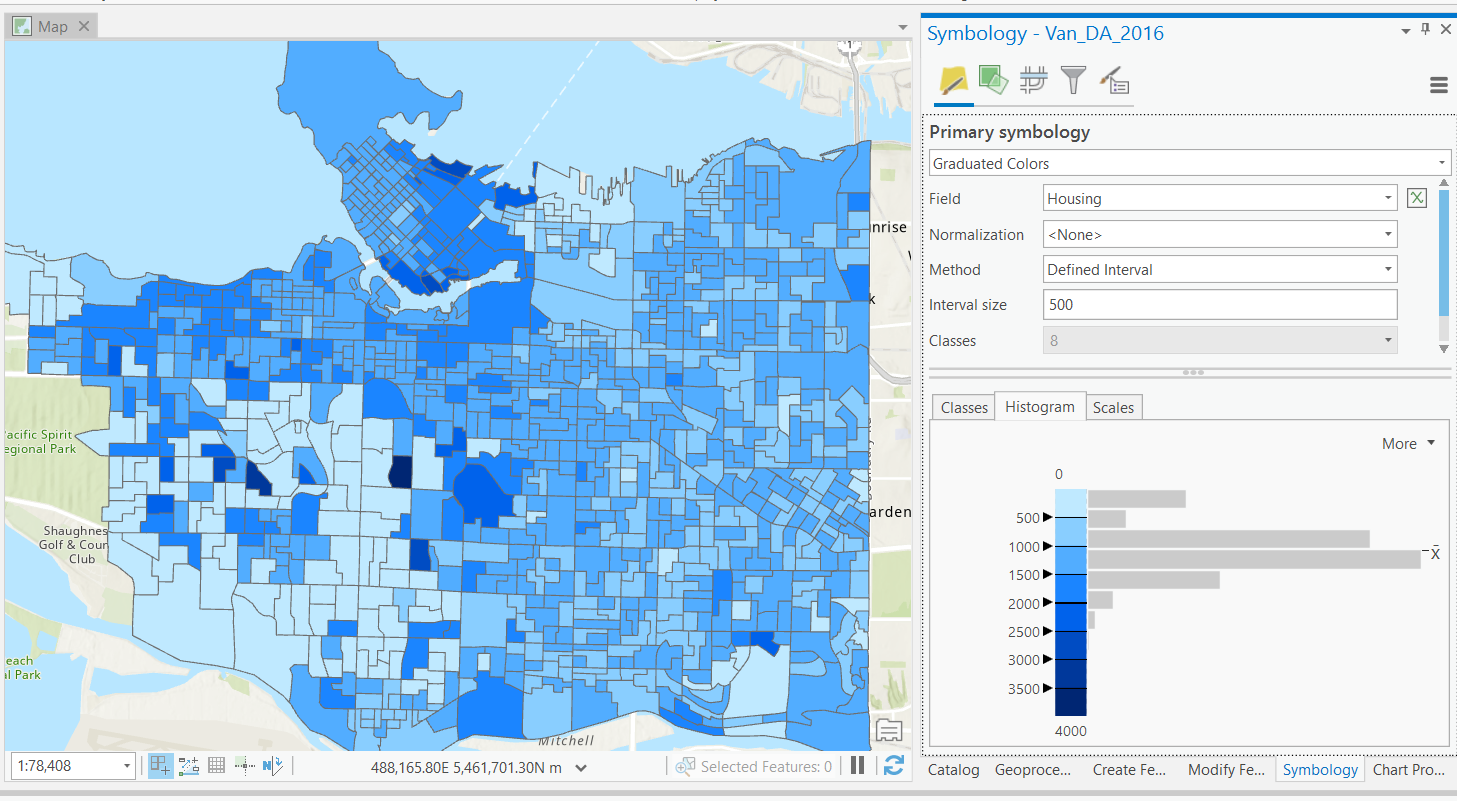 Map
Symbology - Van_DA_2016
1
Primary symbology
Graduated Colors
Field
Housing
Normalization
<None>
Method
Defined Interval
Interval size
500
Classes
8
Classes
Histogram
Scales
More
0
500
1000
1500
2000
2500
3000
3500
4000
x̄
nrise
k
arden
acific Spirit
egional Park
Shaughnes
Golf & Coun
Club
each
al Park
Mitchell
1:78,408
488,165.80E 5,461,701.30N m
Selected Features: 0
Catalog
Geoproce...
Create Fe...
Modify Fe...
Symbology
Chart Pro...